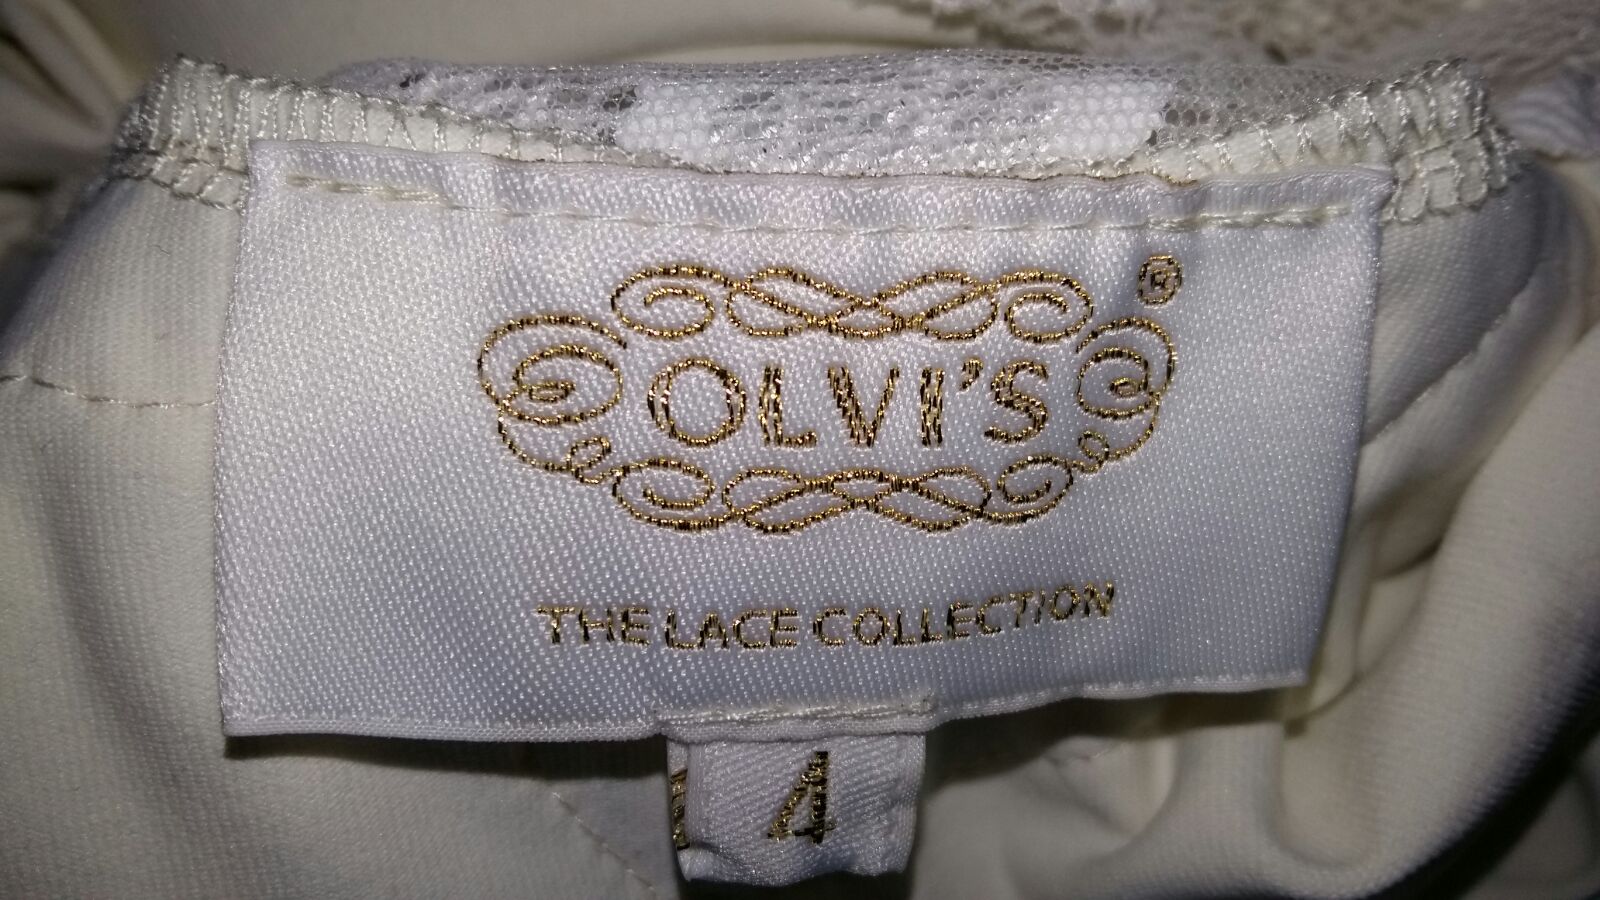 OLVI'S®
THE LACE COLLECTION
4